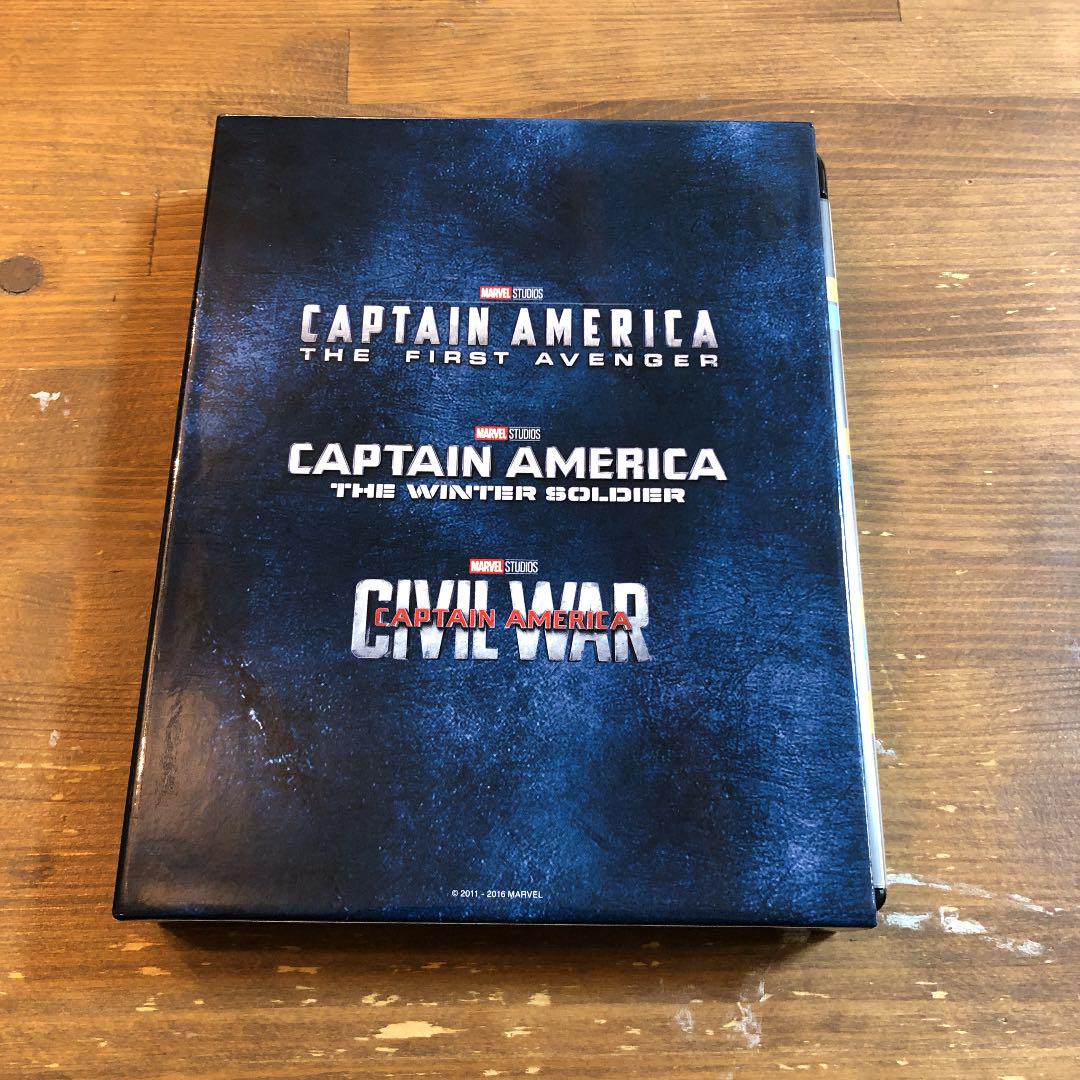 MARVEL STUDIOS
CAPTAIN AMERICA
THE FIRST AVENGER
MARVEL STUDIOS
CAPTAIN AMERICA
THE WINTER SOLDIER
MARVEL STUDIOS
CAPTAIN AMERICA
CIVIL WAR
© 2011 - 2016 MARVEL